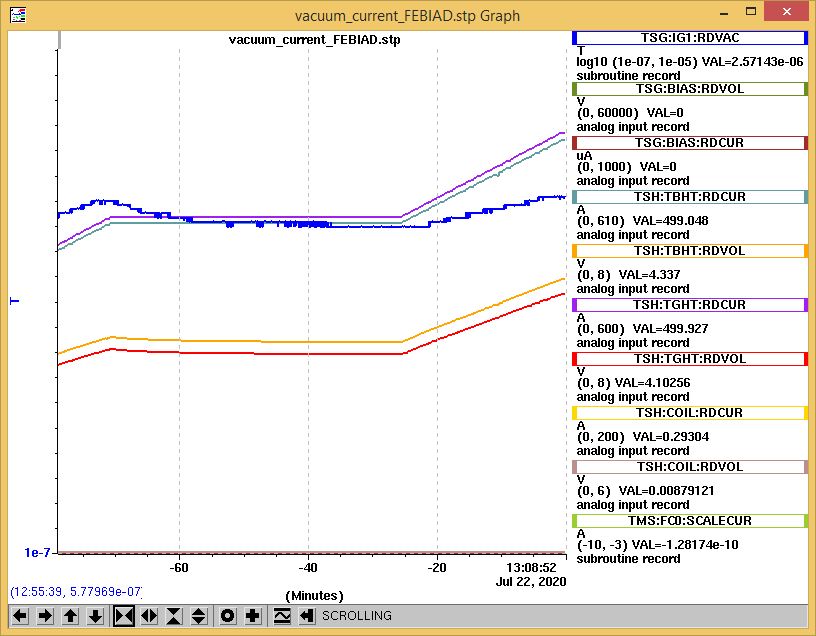 vacuum_current_FEBIAD.stp Graph
vacuum_current_FEBIAD.stp
T
1e-7
-60
-40
-20
13:08:52
Jul 22, 2020
(Minutes)
(12:55:39, 5.77969e-07)
TSG:IG1:RDVAC
T
log10 (1e-07, 1e-05) VAL=2.57143e-06
subroutine record
TSG:BIAS:RDVOL
V
(0, 60000) VAL=0
analog input record
TSG:BIAS:RDCUR
uA
(0, 1000) VAL=0
analog input record
TSH:TBHT:RDCUR
A
(0, 610) VAL=499.048
analog input record
TSH:TBHT:RDVOL
V
(0, 8) VAL=4.337
analog input record
TSH:TGHT:RDCUR
A
(0, 600) VAL=499.927
analog input record
TSH:TGHT:RDVOL
V
(0, 8) VAL=4.10256
analog input record
TSH:COIL:RDCUR
A
(0, 200) VAL=0.29304
analog input record
TSH:COIL:RDVOL
V
(0, 6) VAL=0.00879121
analog input record
TMS:FC0:SCALECUR
A
(-10, -3) VAL=-1.28174e-10
subroutine record
SCROLLING